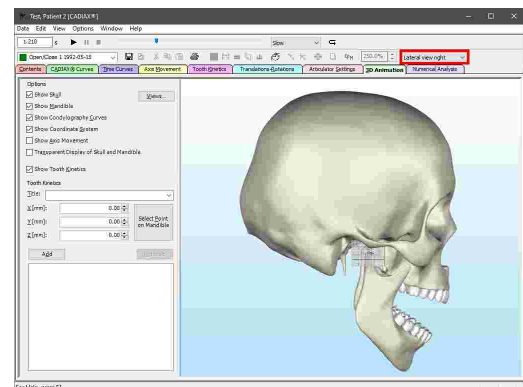 Test, Patient 2 [CADIAX®]
Date Edit View Options Window Help
1:210 s Slow
Open/Close 1 1992-03-18 250.0% Lateral view right
Contents CADIAX® Curves Time Curves Axis Movement Tooth Kinetics Translations-Rotations Articulator Settings 3D Animation Numerical Analysis
Options
Show Skull Views...
Show Mandible
Show Condylography Curves
Show Coordinate System
Show Axis Movement
Transparent Display of Skull and Mandible
Show Tooth Kinetics
Tooth Kinetics
Title:
X [mm]: 0.00
Y [mm]: 0.00 Select Point
on Mandible
Z [mm]: 0.00
Add